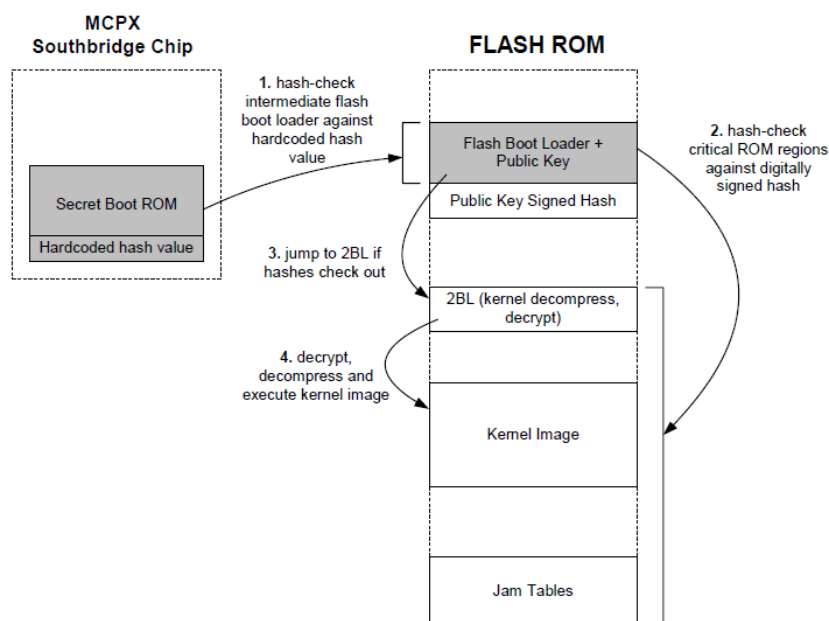 MCPX
Southbridge Chip
FLASH ROM
1. hash-check
intermediate flash
boot loader against
hardcoded hash
value
Flash Boot Loader +
Public Key
2. hash-check
critical ROM regions
against digitally
signed hash
Secret Boot ROM
Hardcoded hash value
Public Key Signed Hash
3. jump to 2BL if
hashes check out
2BL (kernel decompress,
decrypt)
4. decrypt,
decompress and
execute kernel image
Kernel Image
Jam Tables